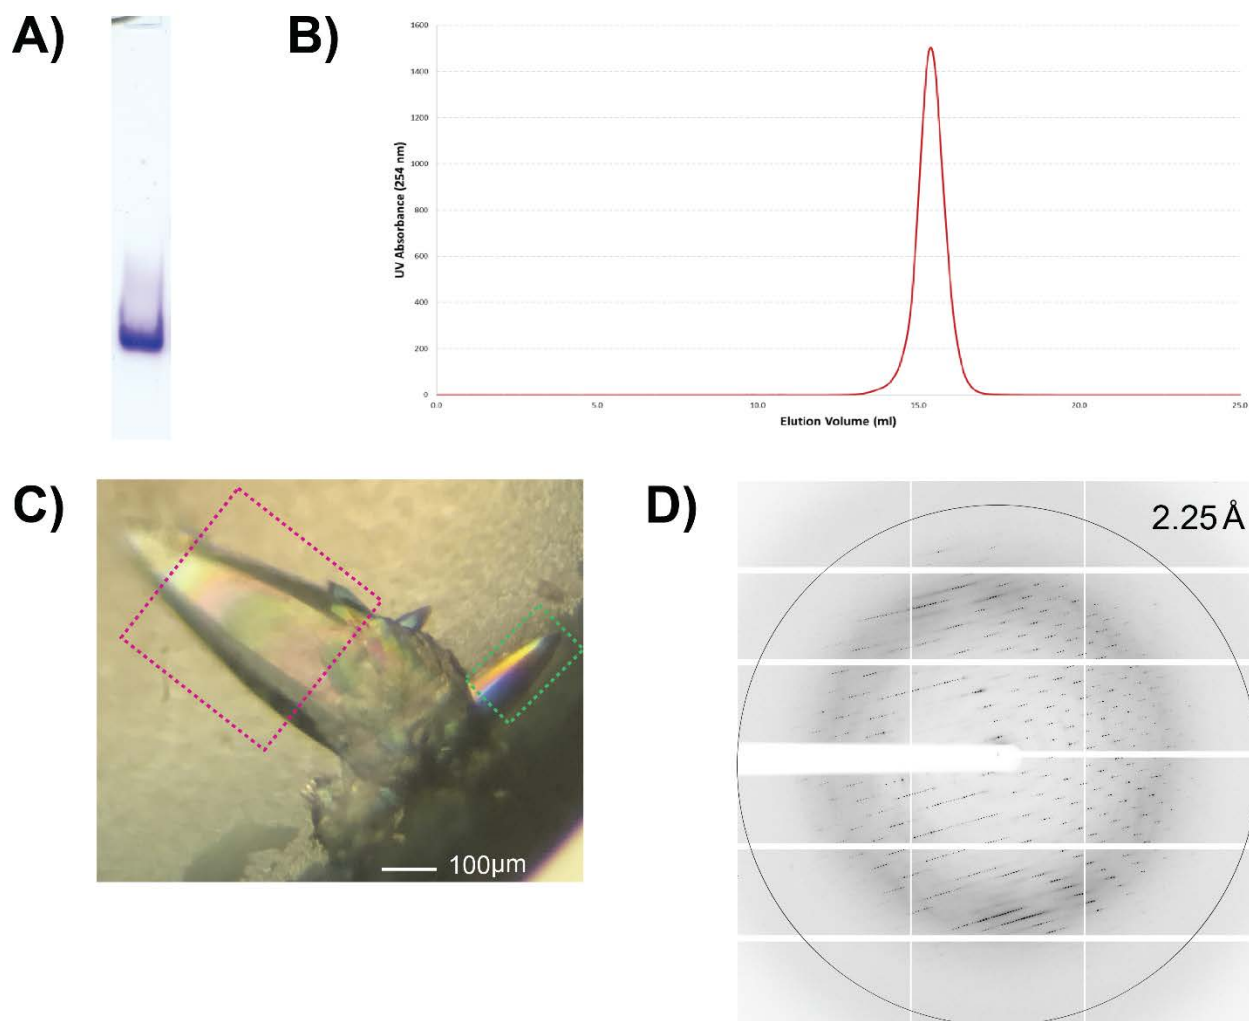 A)
B)
1600
1400
1200
1000
800
600
400
200
0
UV Absorbance (254 nm)
0.0 5.0 10.0 15.0 20.0 25.0
Elution Volume (ml)
C)
100μm
D)
2.25 Å